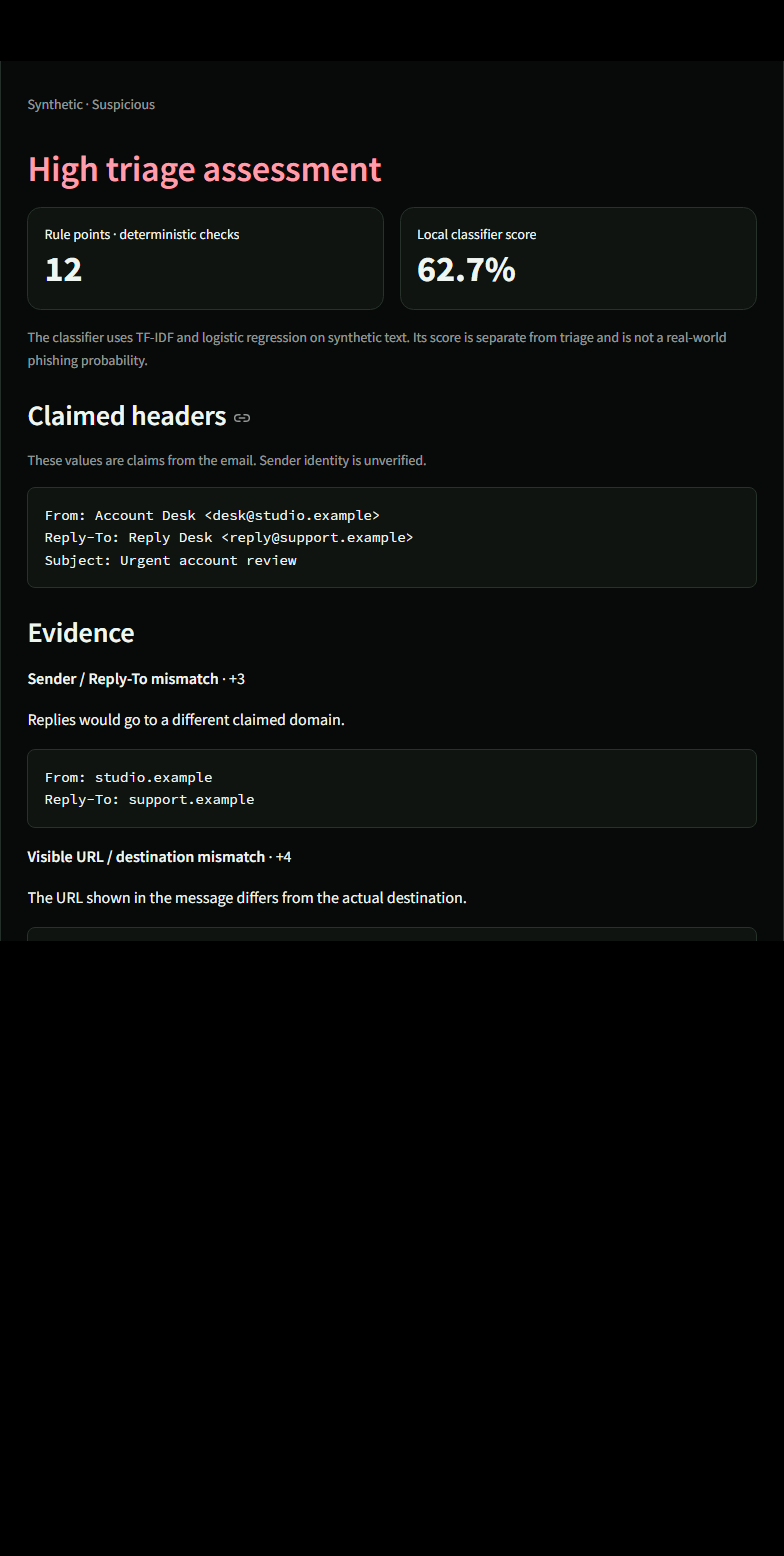 Synthetic · Suspicious
High triage assessment
Rule points · deterministic checks
12
Local classifier score
62.7%
The classifier uses TF-IDF and logistic regression on synthetic text. Its score is separate from triage and is not a real-world
phishing probability.
Claimed headers
These values are claims from the email. Sender identity is unverified.
From: Account Desk <desk@studio.example>
Reply-To: Reply Desk <reply@support.example>
Subject: Urgent account review
Evidence
Sender / Reply-To mismatch · +3
Replies would go to a different claimed domain.
From: studio.example
Reply-To: support.example
Visible URL / destination mismatch · +4
The URL shown in the message differs from the actual destination.